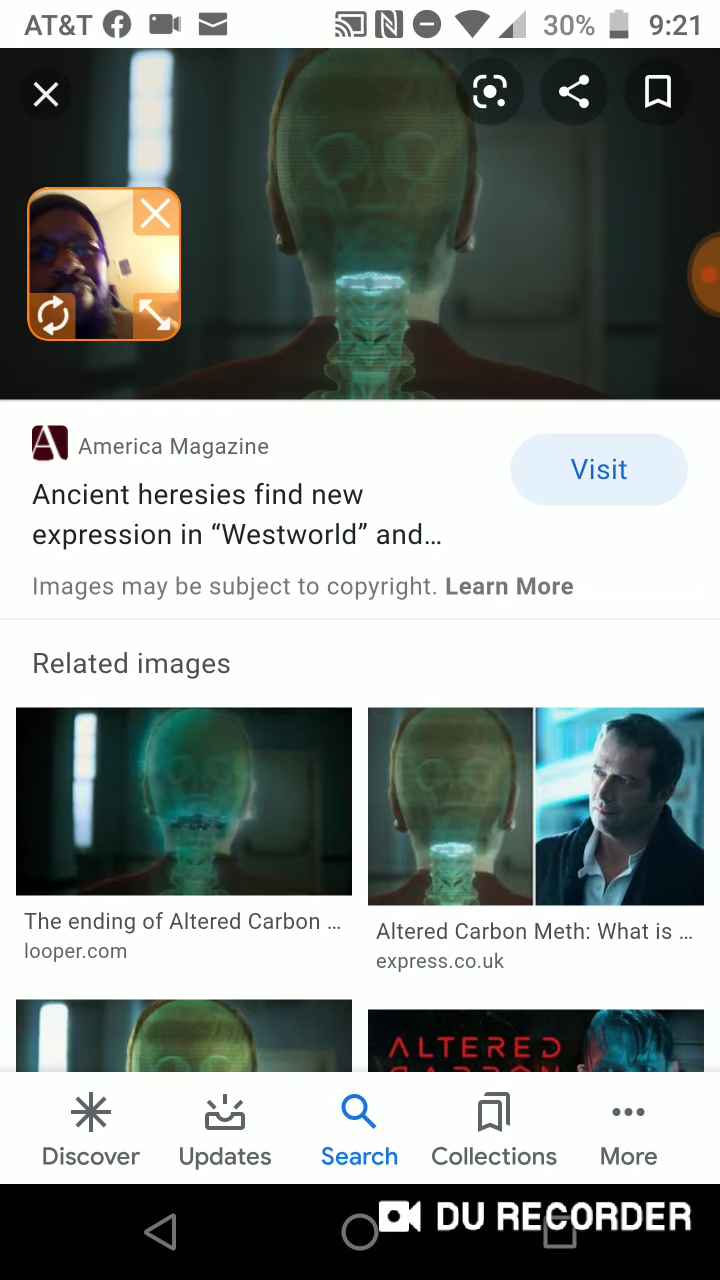 AT&T 30% 9:21
A America Magazine
Visit
Ancient heresies find new
expression in “Westworld” and…
Images may be subject to copyright. Learn More
Related images
The ending of Altered Carbon ...
looper.com
Altered Carbon Meth: What is ...
express.co.uk
ALTERED
CARBON
Discover Updates Search Collections More
DU RECORDER